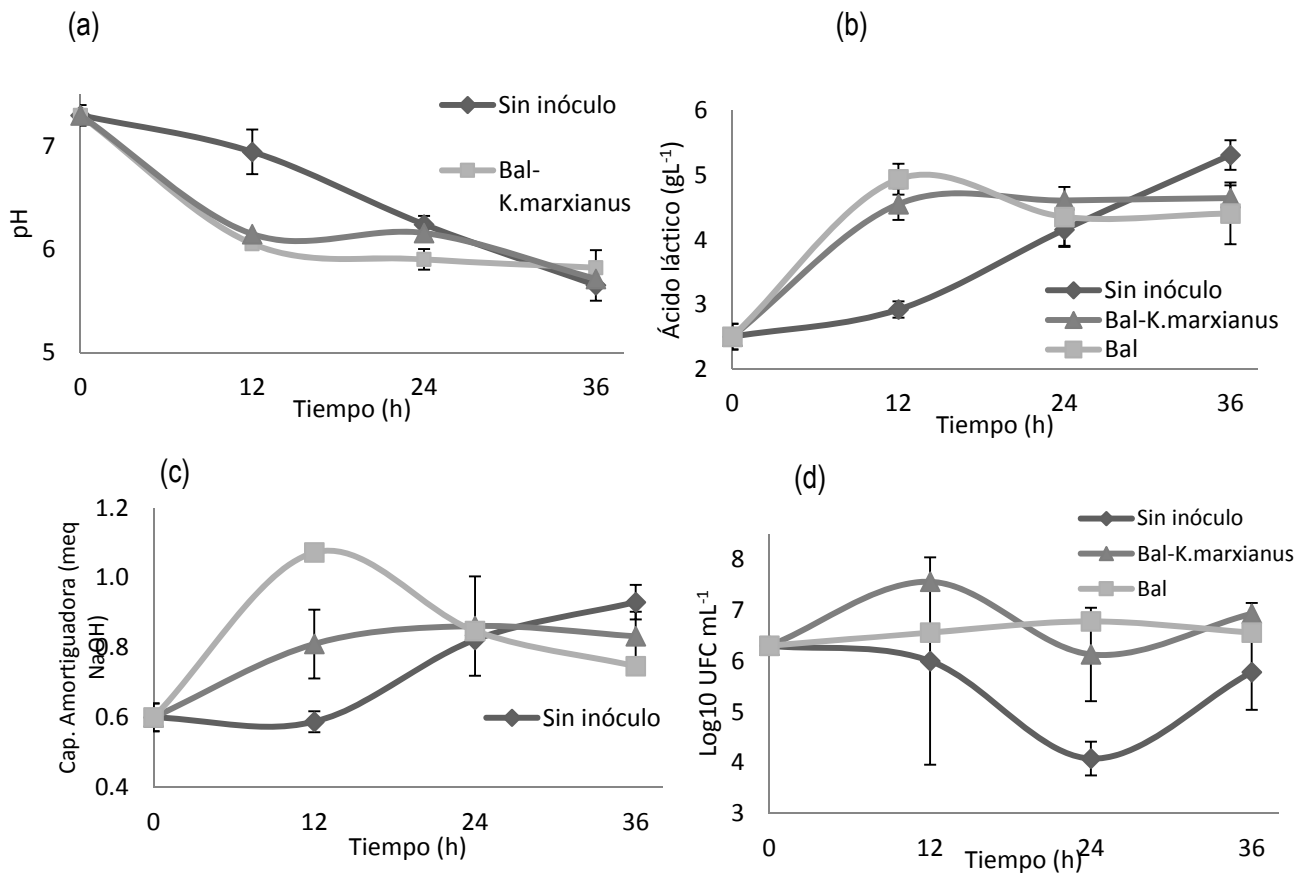 (a)
7
6
5
pH
0
12
24
36
Tiempo (h)
Sin inóculo
Bal-
K.marxianus
(b)
6
5
4
3
2
Ácido láctico (gL⁻¹)
0
12
24
36
Tiempo (h)
Sin inóculo
Bal-K.marxianus
Bal
(c)
1.2
1.0
0.8
0.6
0.4
Cap. Amortiguadora (meq
NaOH)
0
12
24
36
Tiempo (h)
Sin inóculo
(d)
8
7
6
5
4
3
Log10 UFC mL⁻¹
0
12
24
36
Tiempo (h)
Sin inóculo
Bal-K.marxianus
Bal